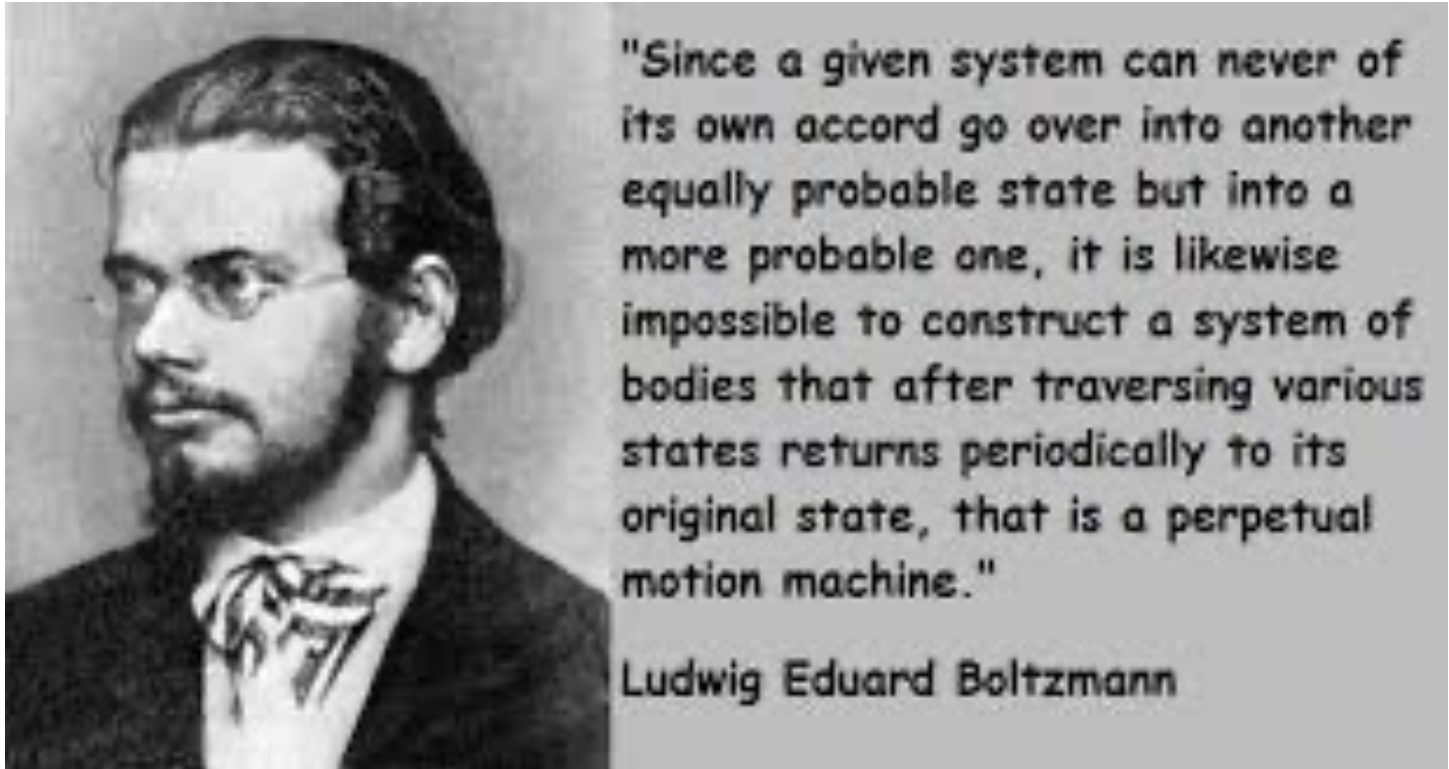 "Since a given system can never of
its own accord go over into another
equally probable state but into a
more probable one, it is likewise
impossible to construct a system of
bodies that after traversing various
states returns periodically to its
original state, that is a perpetual
motion machine."
Ludwig Eduard Boltzmann